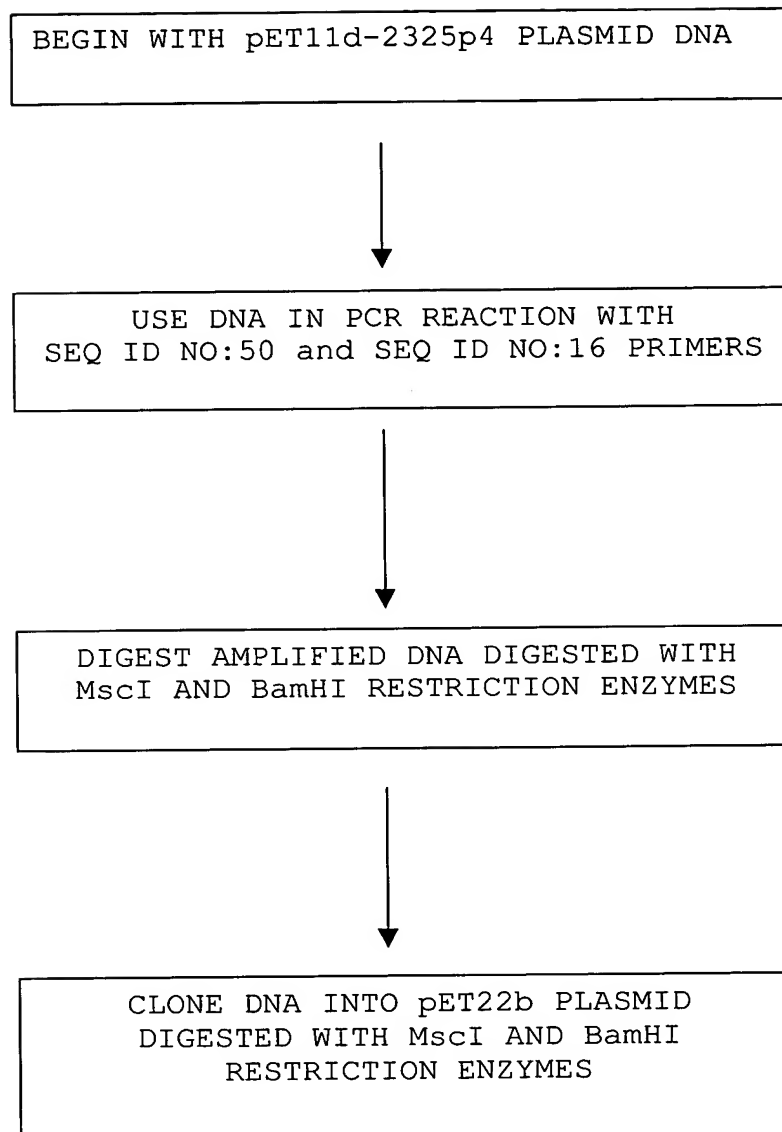 BEGIN WITH pET11d-2325p4 PLASMID DNA
USE DNA IN PCR REACTION WITH
SEQ ID NO:50 and SEQ ID NO:16 PRIMERS
DIGEST AMPLIFIED DNA DIGESTED WITH
MscI AND BamHI RESTRICTION ENZYMES
CLONE DNA INTO pET22b PLASMID
DIGESTED WITH MscI AND BamHI
RESTRICTION ENZYMES